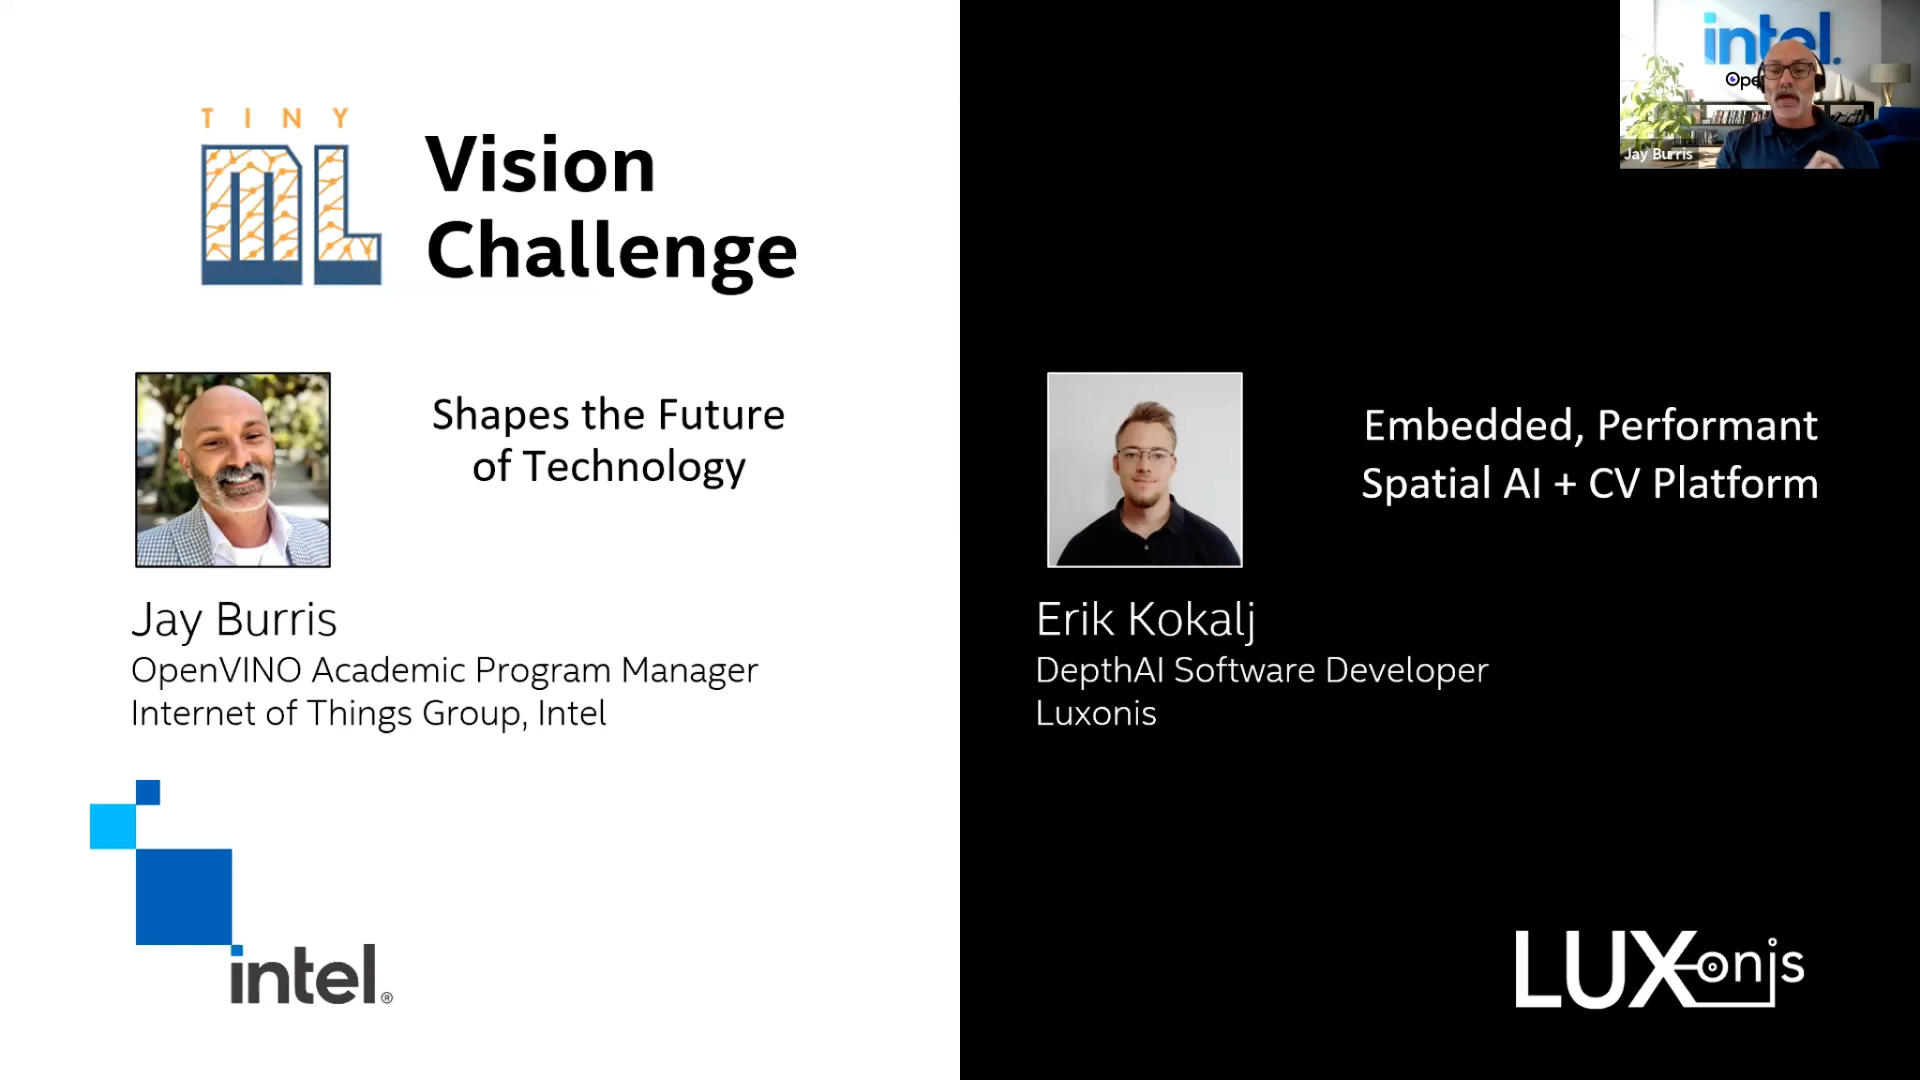 TINY
ML
Vision
Challenge
Shapes the Future
of Technology
Jay Burris
OpenVINO Academic Program Manager
Internet of Things Group, Intel
intel®
intel.
Ope
Jay Burris
Embedded, Performant
Spatial AI + CV Platform
Erik Kokalj
DepthAI Software Developer
Luxonis
LUXonis